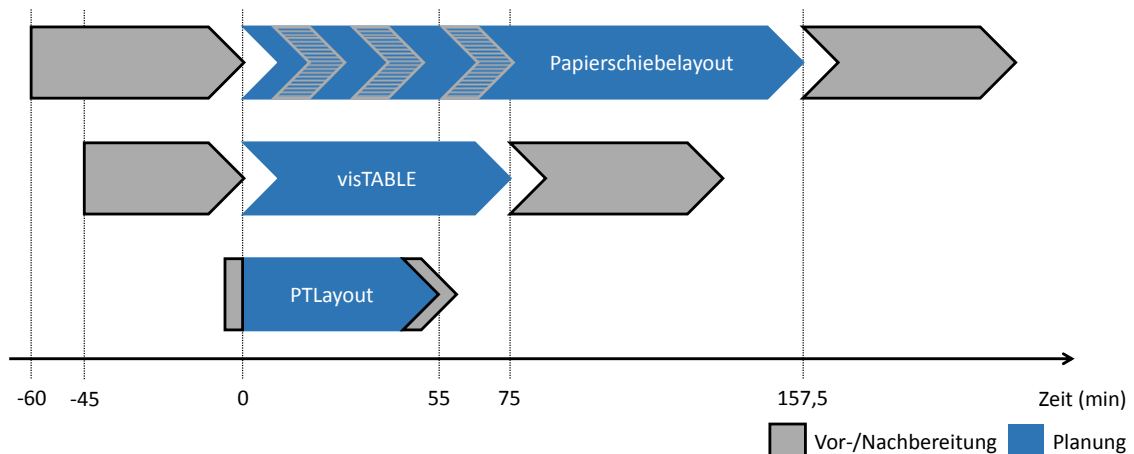 Papierschiebelayout
visTABLE
PTLayout
-60 -45 0 55 75 157,5 Zeit (min)
Vor-/Nachbereitung Planung